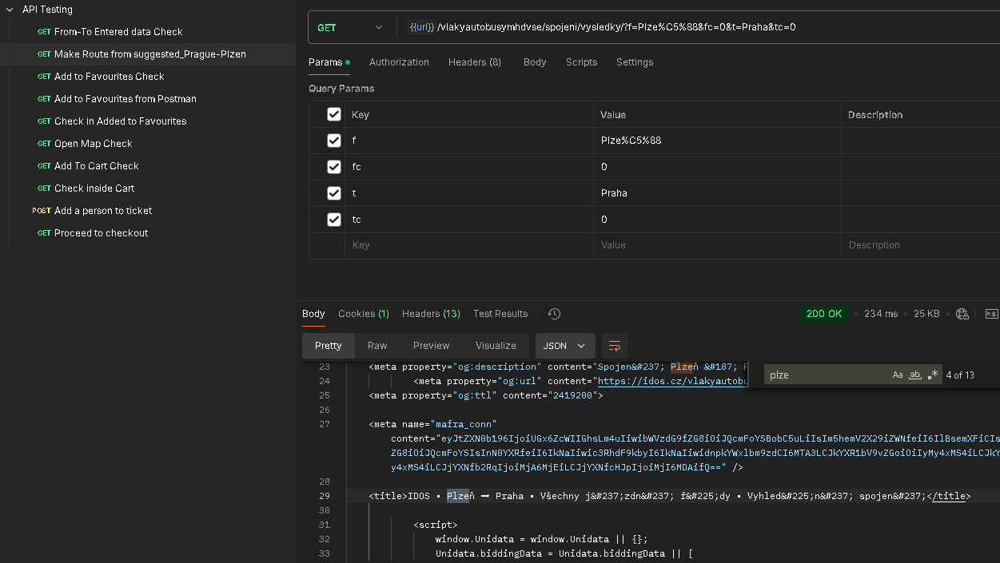 API Testing
GET From-To Entered data Check
GET Make Route from suggested_Prague-Plzen
GET Add to Favourites Check
GET Add to Favourites from Postman
GET Check in Added to Favourites
GET Open Map Check
GET Add To Cart Check
GET Check inside Cart
POST Add a person to ticket
GET Proceed to checkout
GET {{url}} /vlakyautobusymhdvse/spojeni/vysledky/?f=Plze%C5%88&fc=0&t=Praha&tc=0
Params Authorization Headers (8) Body Scripts Settings
Query Params
Key Value Description
f Plze%C5%88
fc 0
t Praha
tc 0
Key Value Description
Body Cookies (1) Headers (13) Test Results 200 OK • 234 ms • 25 KB
Pretty Raw Preview Visualize JSON
23 <meta property="og:description" content="Spojen&#237; Plzeň &#187; P
plze Aa ab .* 4 of 13
24 <meta property="og:url" content="https://idos.cz/vlakyautobu
25 <meta property="og:ttl" content="2419200">
26
27 <meta name="mafra_conn"
content="
y4xMS4iLCJjYXNfb2RqIjoiMjA6MjEiLCJjYXNfcHJpIjoiMjI6MDAifQ==" />
28
29 <title>IDOS • Plzeň ⟶ Praha • Všechny j&#237;zdn&#237; ř&#225;dy • Vyhled&#225;n&#237; spojen&#237;</title>
30
31 <script>
32 window.Unidata = window.Unidata || {};
33 Unidata.biddingData = Unidata.biddingData || [